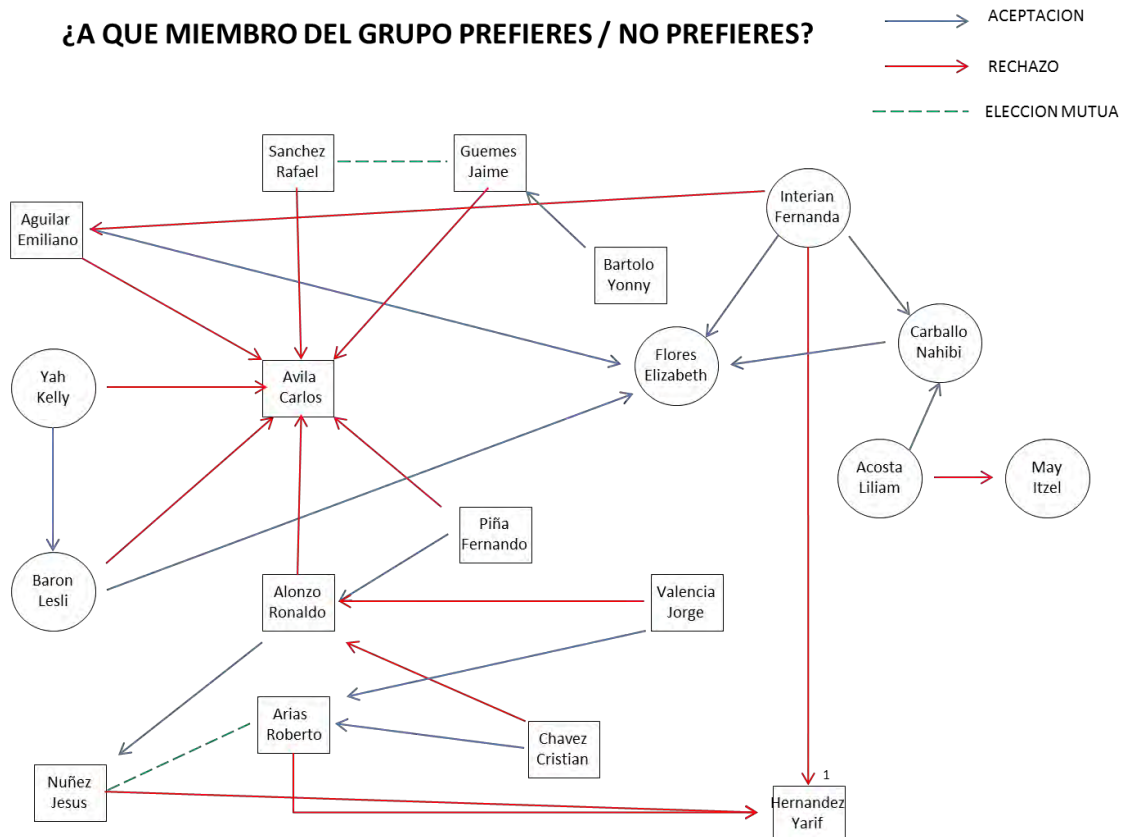 ¿A QUE MIEMBRO DEL GRUPO PREFIERES / NO PREFIERES?
ACEPTACION
RECHAZO
ELECCION MUTUA
Sanchez
Rafael
Guemes
Jaime
Interian
Fernanda
Aguilar
Emiliano
Bartolo
Yonny
Carballo
Nahibi
Flores
Elizabeth
Yah
Kelly
Avila
Carlos
Acosta
Liliam
May
Itzel
Piña
Fernando
Baron
Lesli
Alonzo
Ronaldo
Valencia
Jorge
Arias
Roberto
Chavez
Cristian
Nuñez
Jesus
1
Hernandez
Yarif